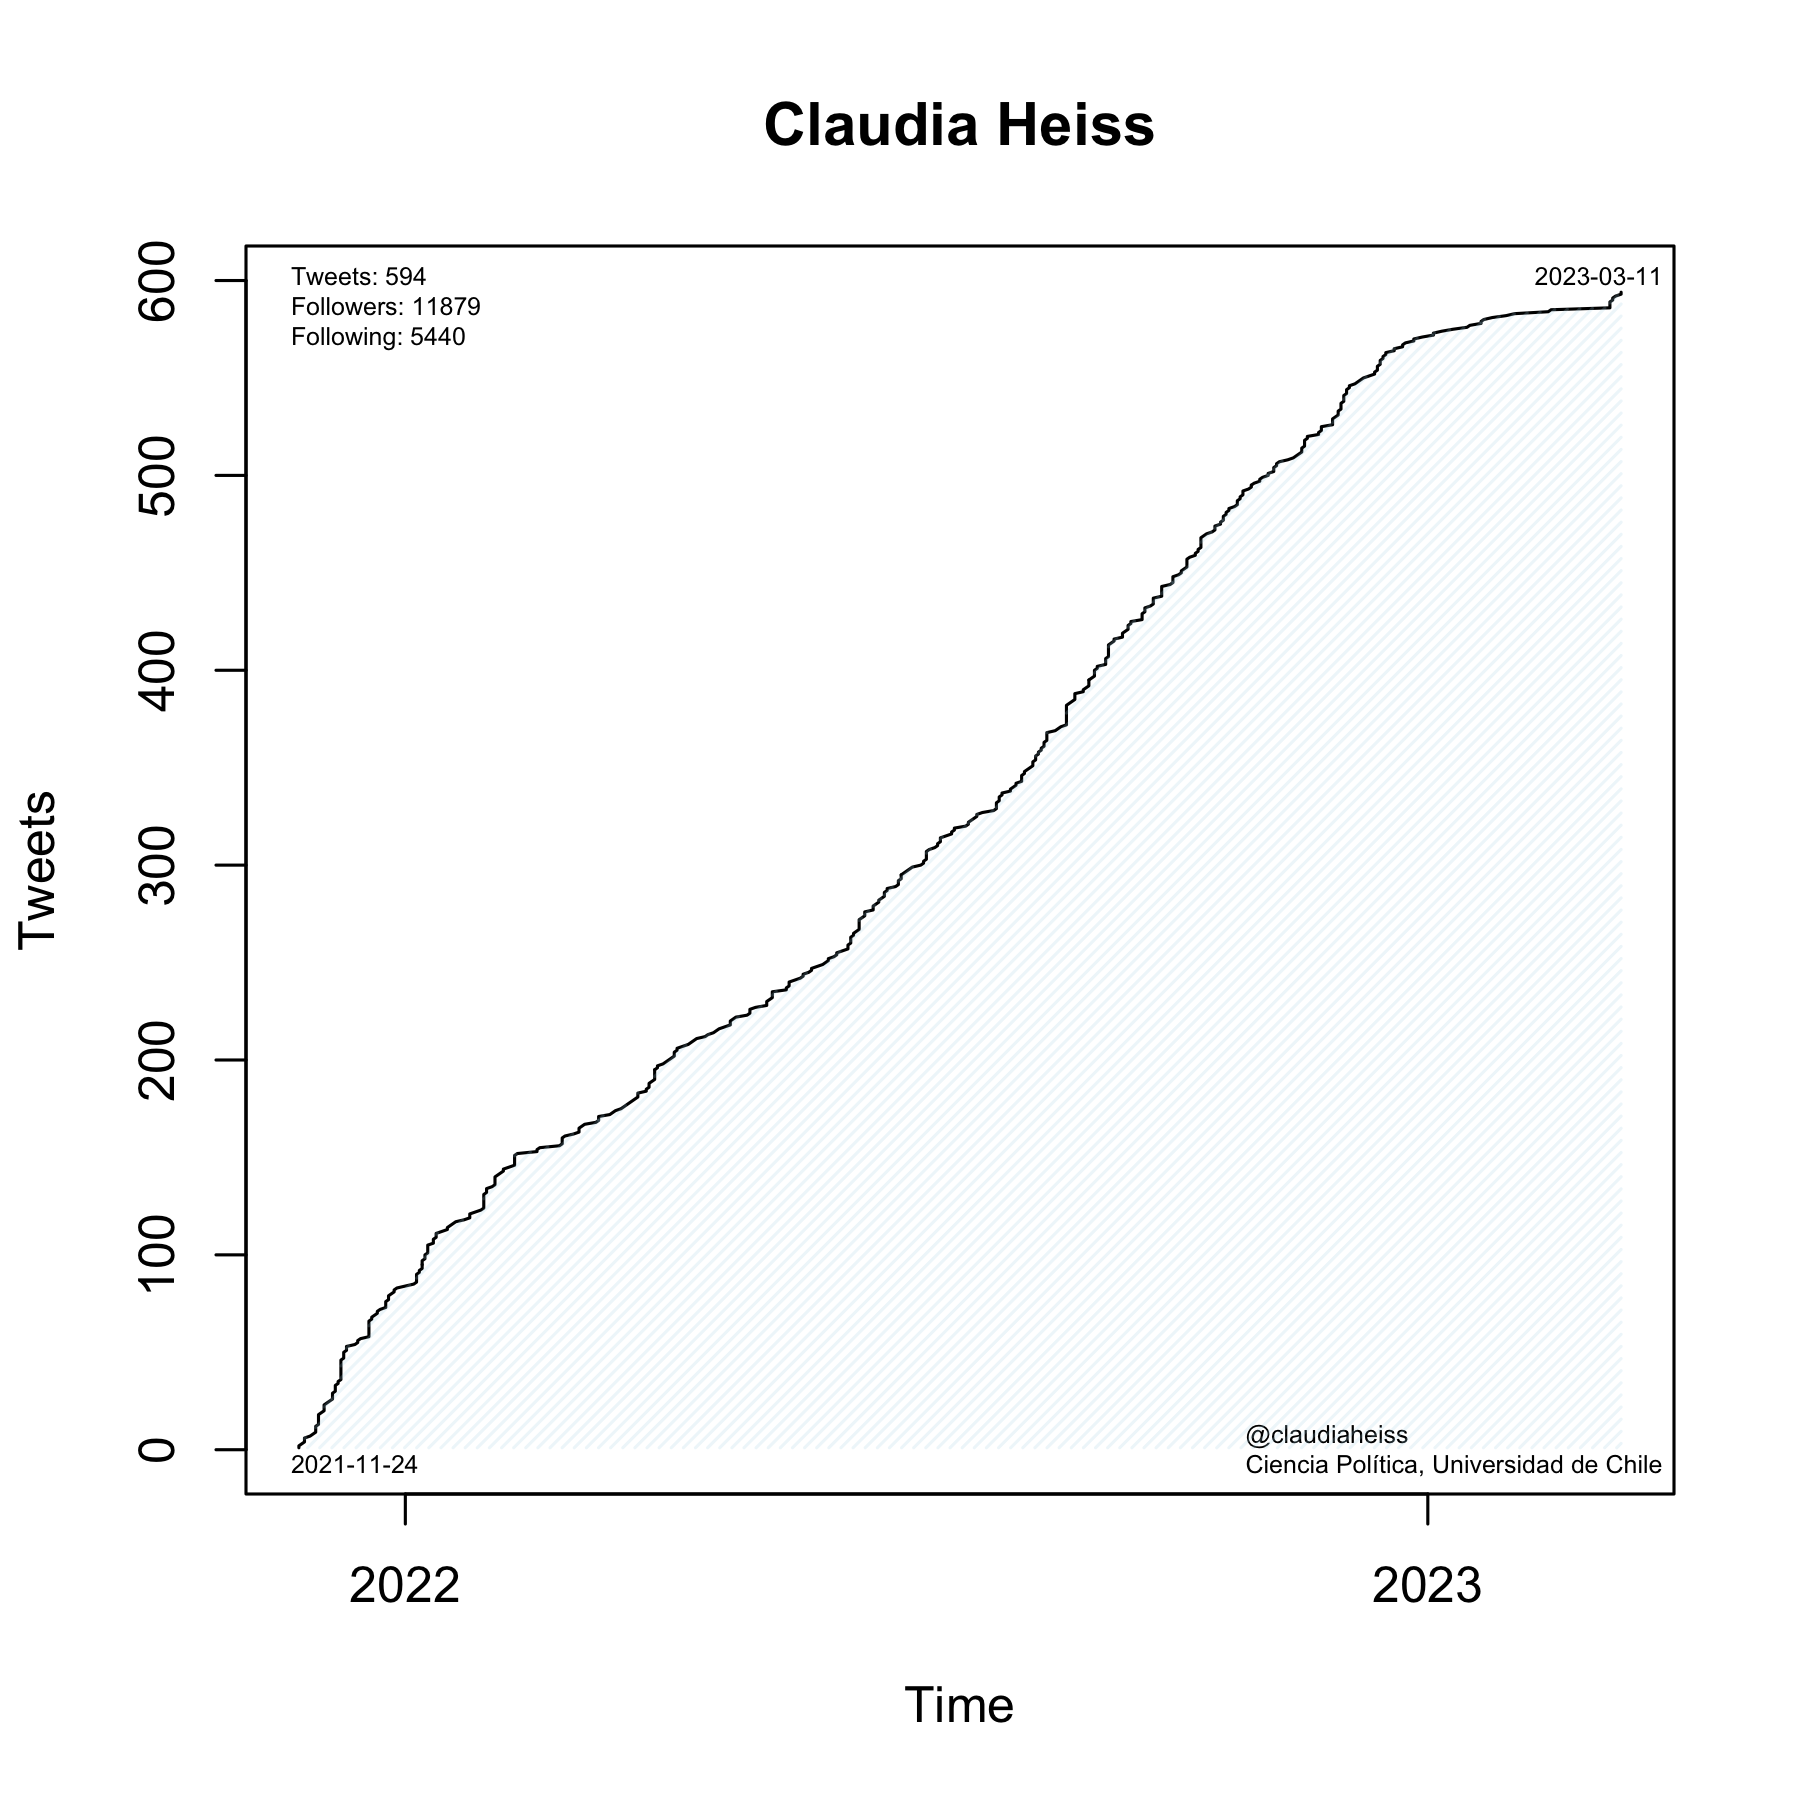 Claudia Heiss
Tweets: 594
Followers: 11879
Following: 5440
2023-03-11
600
500
400
300
200
100
0
Tweets
@claudiaheiss
Ciencia Política, Universidad de Chile
2021-11-24
2022
2023
Time